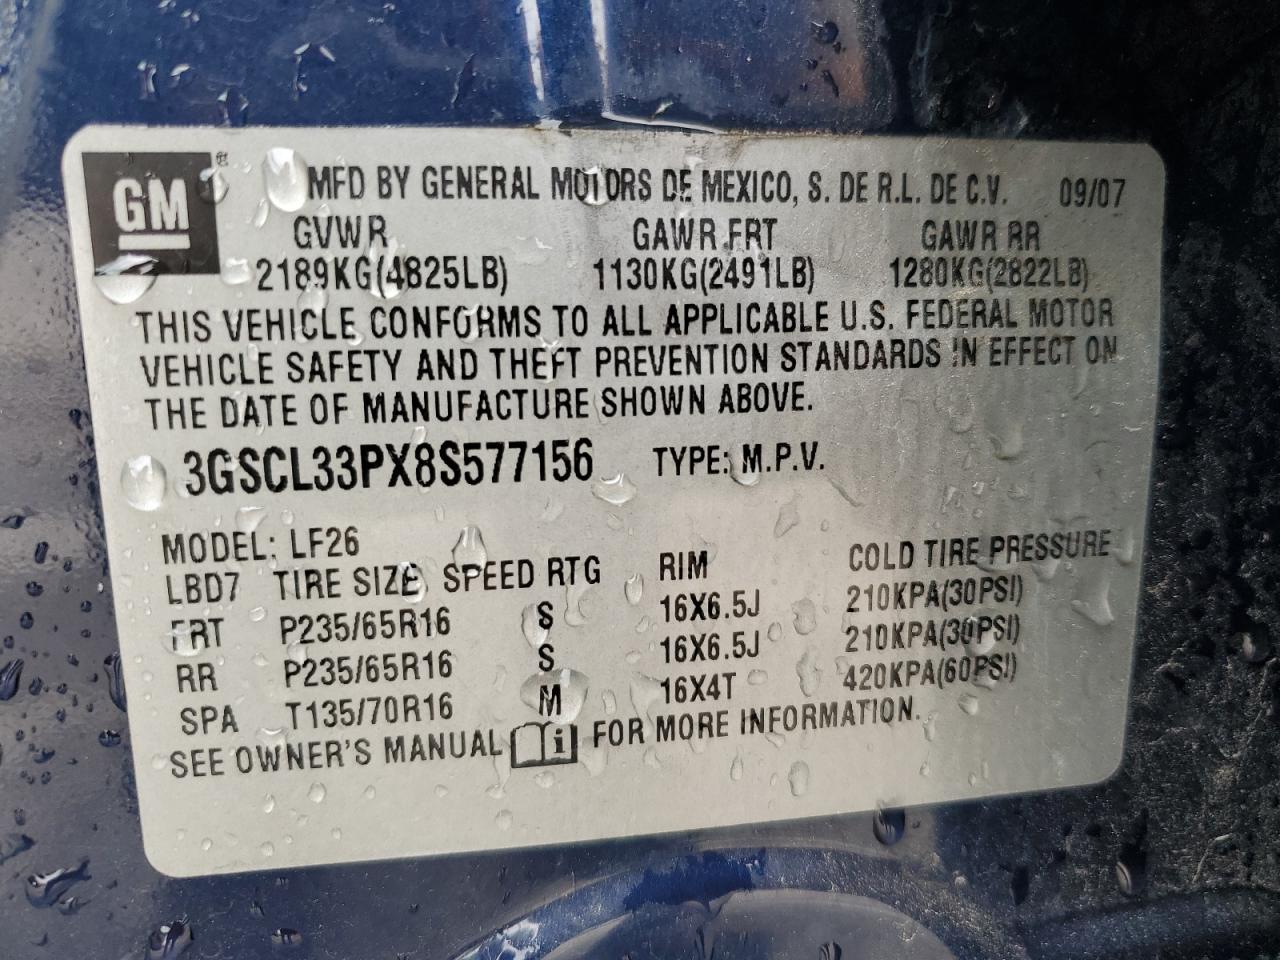 GM ® MFD BY GENERAL MOTORS DE MEXICO, S. DE R.L. DE C.V. 09/07
GVWR GAWR FRT GAWR RR
2189KG(4825LB) 1130KG(2491LB) 1280KG(2822LB)
THIS VEHICLE CONFORMS TO ALL APPLICABLE U.S. FEDERAL MOTOR
VEHICLE SAFETY AND THEFT PREVENTION STANDARDS IN EFFECT ON
THE DATE OF MANUFACTURE SHOWN ABOVE.
3GSCL33PX8S577156 TYPE: M.P.V.
MODEL: LF26
LBD7 TIRE SIZE SPEED RTG RIM COLD TIRE PRESSURE
FRT P235/65R16 S 16X6.5J 210KPA(30PSI)
RR P235/65R16 S 16X6.5J 210KPA(30PSI)
SPA T135/70R16 M 16X4T 420KPA(60PSI)
SEE OWNER'S MANUAL i FOR MORE INFORMATION.